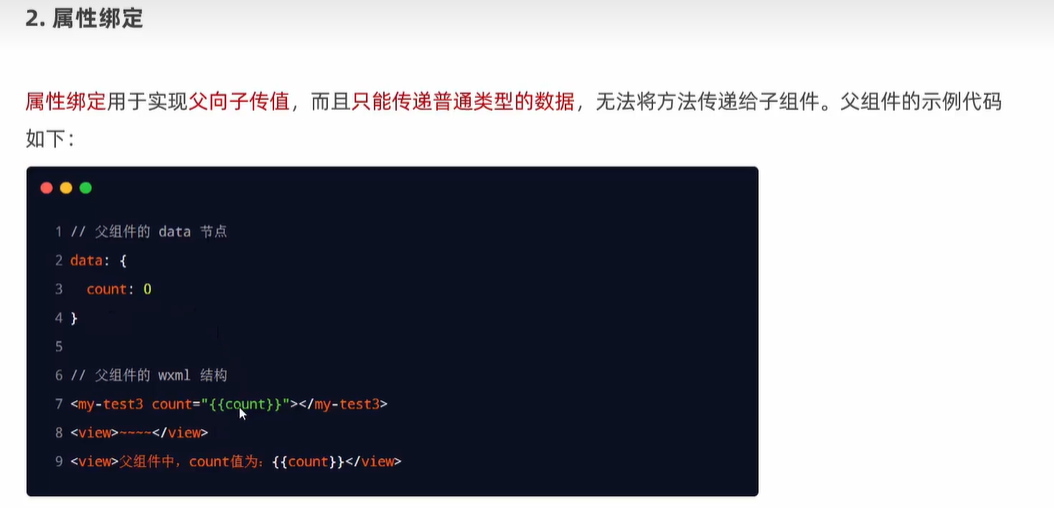 2. 属性绑定
属性绑定用于实现父向子传值，而且只能传递普通类型的数据，无法将方法传递给子组件。父组件的示例代码
如下：
1 // 父组件的 data 节点
2 data: {
3   count: 0
4 }
5
6 // 父组件的 wxml 结构
7 <my-test3 count="{{count}}"></my-test3>
8 <view>~~~~</view>
9 <view>父组件中，count值为：{{count}}</view>